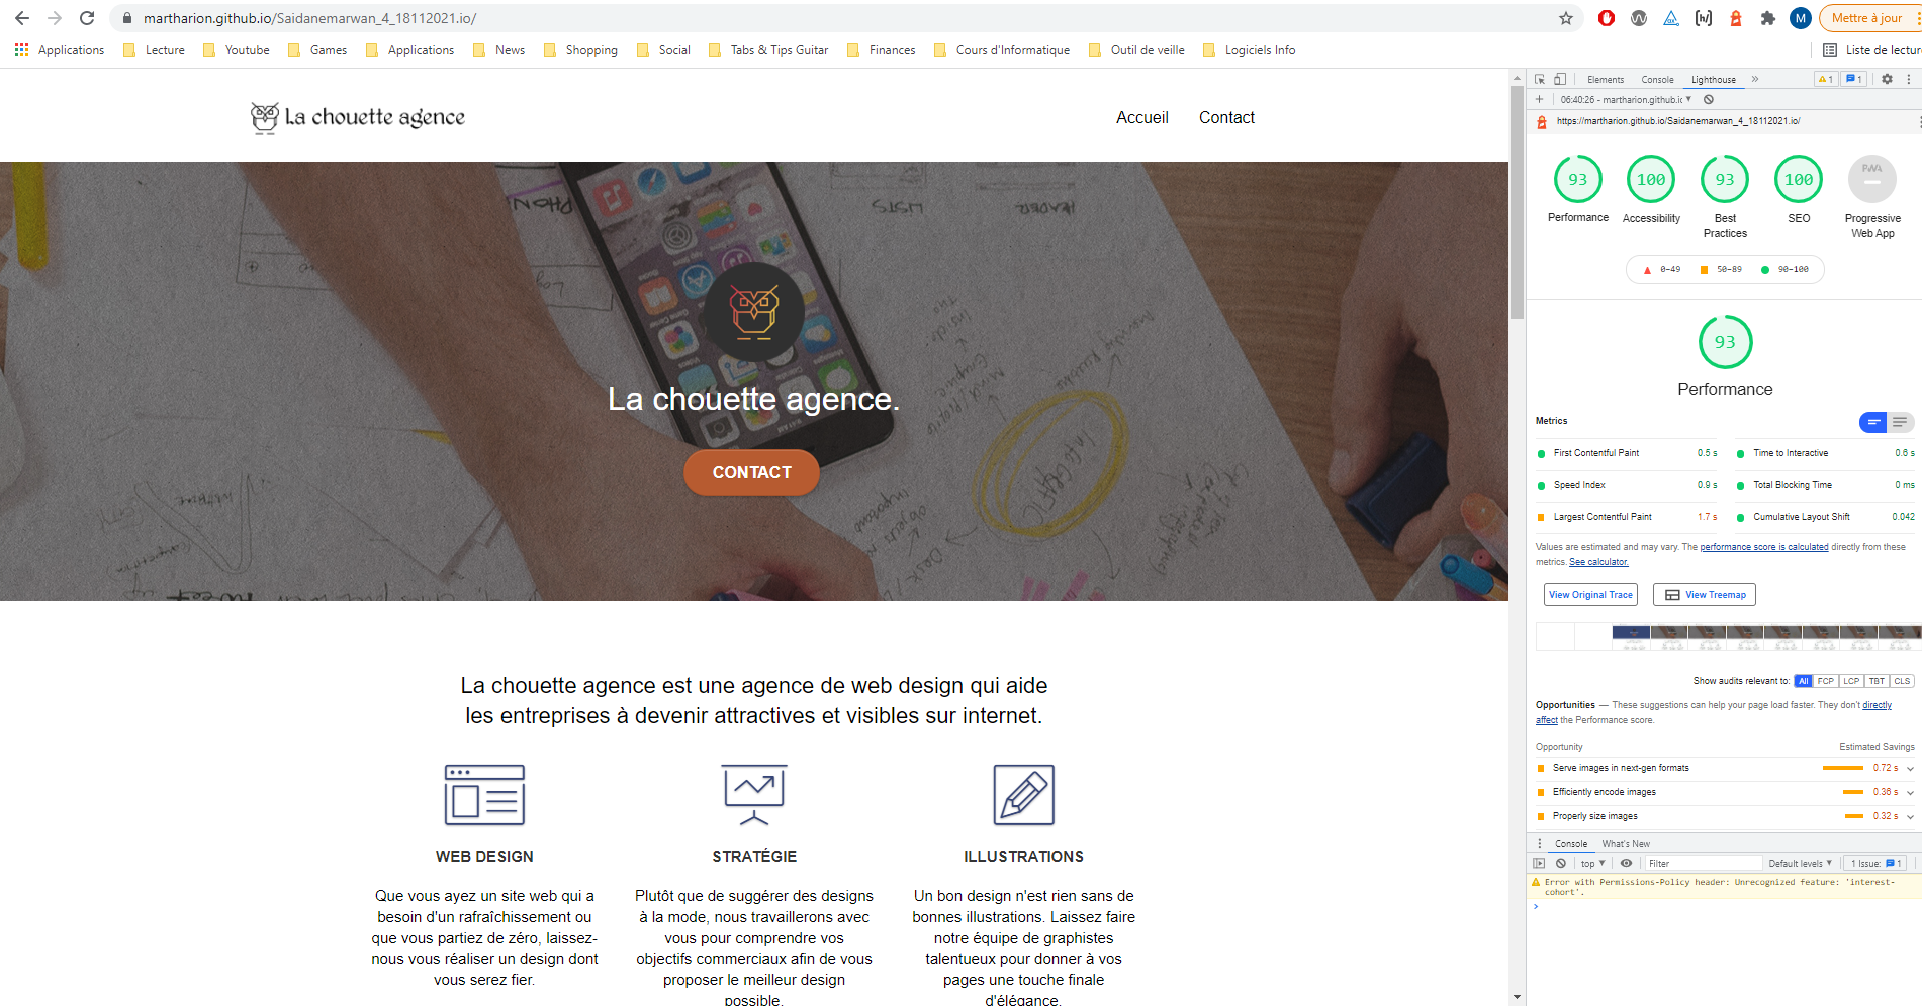 martharion.github.io/Saidanemarwan_4_18112021.io/
M
Mettre à jour
Applications
Lecture
Youtube
Games
Applications
News
Shopping
Social
Tabs & Tips Guitar
Finances
Cours d'Informatique
Outil de veille
Logiciels Info
Liste de lectur
La chouette agence
Accueil
Contact
LISTS
HEADER
La chouette agence.
CONTACT
La chouette agence est une agence de web design qui aide
les entreprises à devenir attractives et visibles sur internet.
WEB DESIGN
Que vous ayez un site web qui a
besoin d'un rafraîchissement ou
que vous partiez de zéro, laissez-
nous vous réaliser un design dont
vous serez fier.
STRATÉGIE
Plutôt que de suggérer des designs
à la mode, nous travaillerons avec
vous pour comprendre vos
objectifs commerciaux afin de vous
proposer le meilleur design
possible.
ILLUSTRATIONS
Un bon design n'est rien sans de
bonnes illustrations. Laissez faire
notre équipe de graphistes
talentueux pour donner à vos
pages une touche finale
d'élégance.
Elements
Console
Lighthouse
1
1
06:40:26 - martharion.github.ic
https://martharion.github.io/Saidanemarwan_4_18112021.io/
93
Performance
100
Accessibility
93
Best
Practices
100
SEO
PWA
Progressive
Web App
0–49
50–89
90–100
93
Performance
Metrics
First Contentful Paint 0.5 s
Time to Interactive 0.6 s
Speed Index 0.9 s
Total Blocking Time 0 ms
Largest Contentful Paint 1.7 s
Cumulative Layout Shift 0.042
Values are estimated and may vary. The performance score is calculated directly from these
metrics. See calculator.
View Original Trace
View Treemap
Show audits relevant to: All FCP LCP TBT CLS
Opportunities — These suggestions can help your page load faster. They don't directly
affect the Performance score.
Opportunity Estimated Savings
Serve images in next-gen formats 0.72 s
Efficiently encode images 0.36 s
Properly size images 0.32 s
Console
What's New
top
Filter
Default levels
1 Issue: 1
Error with Permissions-Policy header: Unrecognized feature: 'interest-
cohort'.